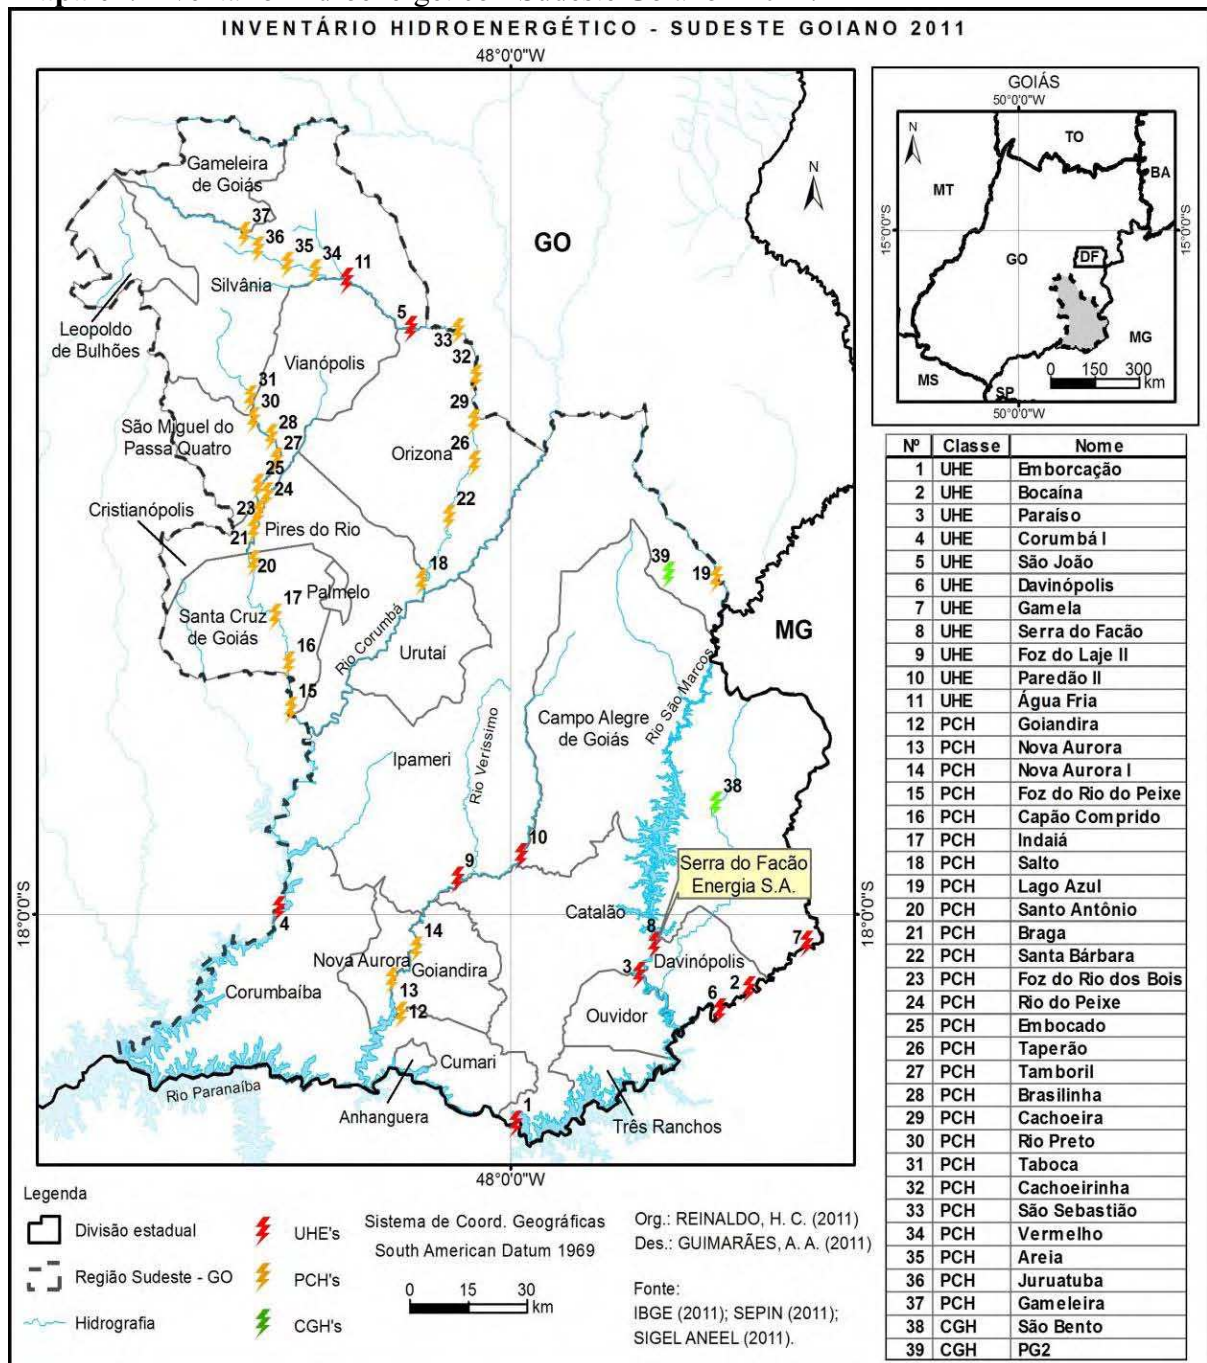 INVENTÁRIO HIDROENERGÉTICO - SUDESTE GOIANO 2011
48°0'0"W
N
GO
MG
Gameleira
de Goiás
37
36
35
34
11
Silvânia
Leopoldo
de Bulhões
5
33
32
Vianópolis
31
30
29
São Miguel do
Passa Quatro
28
27
26
Orizona
25
24
Cristianópolis
23
22
21
Pires do Rio
20
18
39
19
17
Palmelo
Santa Cruz
de Goiás
16
15
Rio Corumbá
Urutaí
Rio São Marcos
Campo Alegre
de Goiás
Rio Veríssimo
Ipameri
38
10
9
Serra do Facão
Energia S.A.
18°0'0"S
18°0'0"S
4
Catalão
8
7
14
Nova Aurora
Goiandira
3
Davinópolis
2
13
6
Corumbaíba
12
Ouvidor
Cumari
Rio Paranaíba
Anhanguera
1
Três Ranchos
48°0'0"W
GOIÁS
50°0'0"W
N
TO
BA
MT
15°0'0"S
15°0'0"S
GO
DF
MG
MS
SP
0 150 300
km
50°0'0"W
Nº Classe Nome
1 UHE Emborcação
2 UHE Bocaína
3 UHE Paraíso
4 UHE Corumbá I
5 UHE São João
6 UHE Davinópolis
7 UHE Gamela
8 UHE Serra do Facão
9 UHE Foz do Laje II
10 UHE Paredão II
11 UHE Água Fria
12 PCH Goiandira
13 PCH Nova Aurora
14 PCH Nova Aurora I
15 PCH Foz do Rio do Peixe
16 PCH Capão Comprido
17 PCH Indaiá
18 PCH Salto
19 PCH Lago Azul
20 PCH Santo Antônio
21 PCH Braga
22 PCH Santa Bárbara
23 PCH Foz do Rio dos Bois
24 PCH Rio do Peixe
25 PCH Embocado
26 PCH Taperão
27 PCH Tamboril
28 PCH Brasilinha
29 PCH Cachoeira
30 PCH Rio Preto
31 PCH Taboca
32 PCH Cachoeirinha
33 PCH São Sebastião
34 PCH Vermelho
35 PCH Areia
36 PCH Juruatuba
37 PCH Gameleira
38 CGH São Bento
39 CGH PG2
Legenda
Divisão estadual
Região Sudeste - GO
Hidrografia
UHE's
PCH's
CGH's
Sistema de Coord. Geográficas
South American Datum 1969
0 15 30
km
Org.: REINALDO, H. C. (2011)
Des.: GUIMARÃES, A. A. (2011)
Fonte:
IBGE (2011); SEPIN (2011);
SIGEL ANEEL (2011).